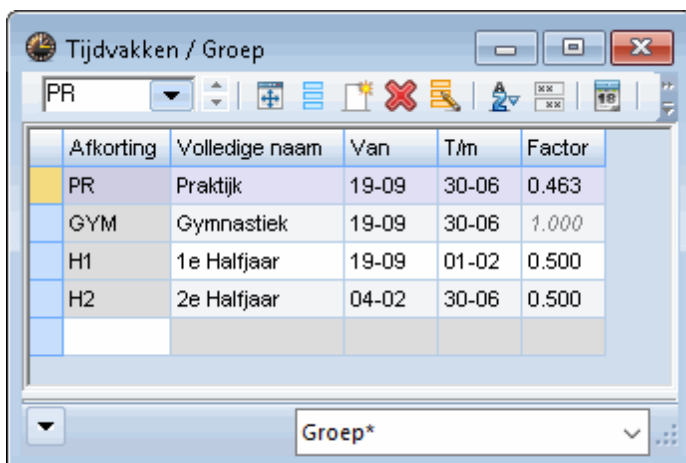 Tijdvakken / Groep
PR
Afkorting Volledige naam Van T/m Factor
PR Praktijk 19-09 30-06 0.463
GYM Gymnastiek 19-09 30-06 1.000
H1 1e Halfjaar 19-09 01-02 0.500
H2 2e Halfjaar 04-02 30-06 0.500
Groep*